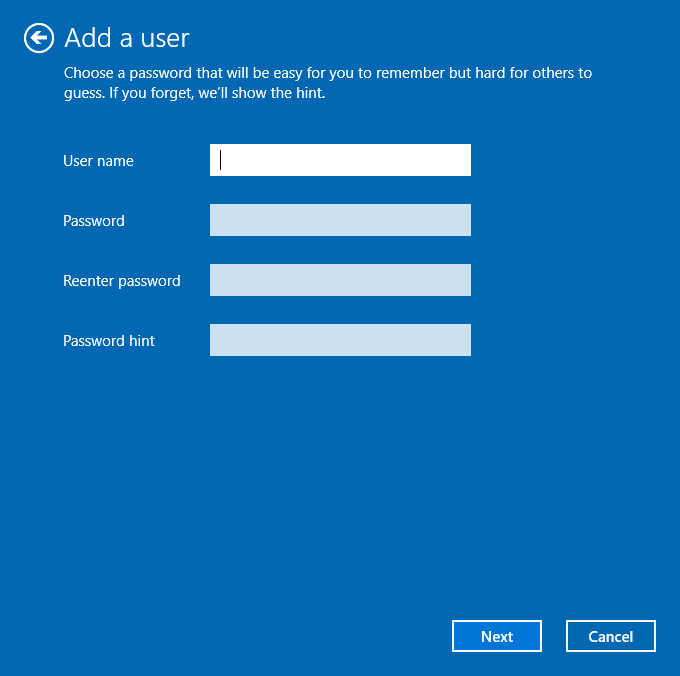 Add a user
Choose a password that will be easy for you to remember but hard for others to
guess. If you forget, we’ll show the hint.
User name
Password
Reenter password
Password hint
Next
Cancel